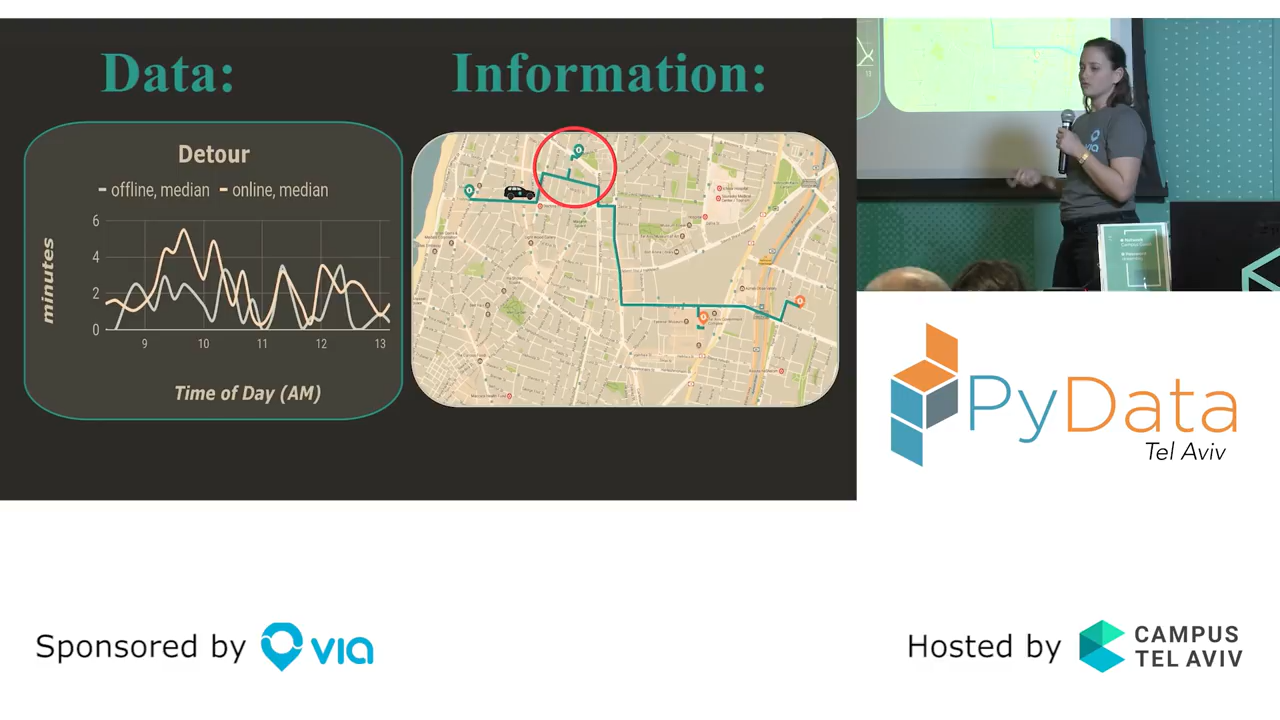 Data:
Information:
Detour
offline, median
online, median
6
4
2
0
minutes
9
10
11
12
13
Time of Day (AM)
13
PyData
Tel Aviv
Sponsored by via
Hosted by CAMPUS
TEL AVIV